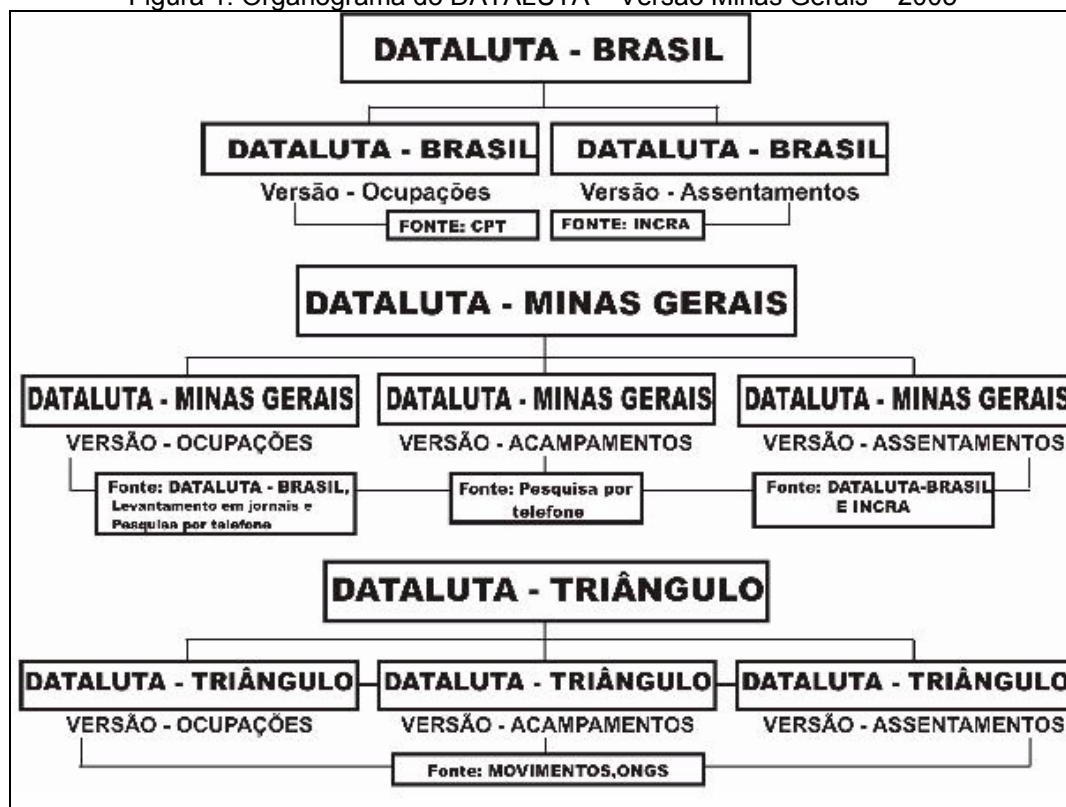 DATALUTA - BRASIL
DATALUTA - BRASIL
DATALUTA - BRASIL
Versão - Ocupações
Versão - Assentamentos
FONTE: CPT
FONTE: INCRA
DATALUTA - MINAS GERAIS
DATALUTA - MINAS GERAIS
DATALUTA - MINAS GERAIS
DATALUTA - MINAS GERAIS
VERSÃO - OCUPAÇÕES
VERSÃO - ACAMPAMENTOS
VERSÃO - ASSENTAMENTOS
Fonte: DATALUTA - BRASIL,
Levantamento em jornais e
Pesquisa por telefone
Fonte: Pesquisa por
telefone
Fonte: DATALUTA-BRASIL
E INCRA
DATALUTA - TRIÂNGULO
DATALUTA - TRIÂNGULO
DATALUTA - TRIÂNGULO
DATALUTA - TRIÂNGULO
VERSÃO - OCUPAÇÕES
VERSÃO - ACAMPAMENTOS
VERSÃO - ASSENTAMENTOS
Fonte: MOVIMENTOS,ONGS